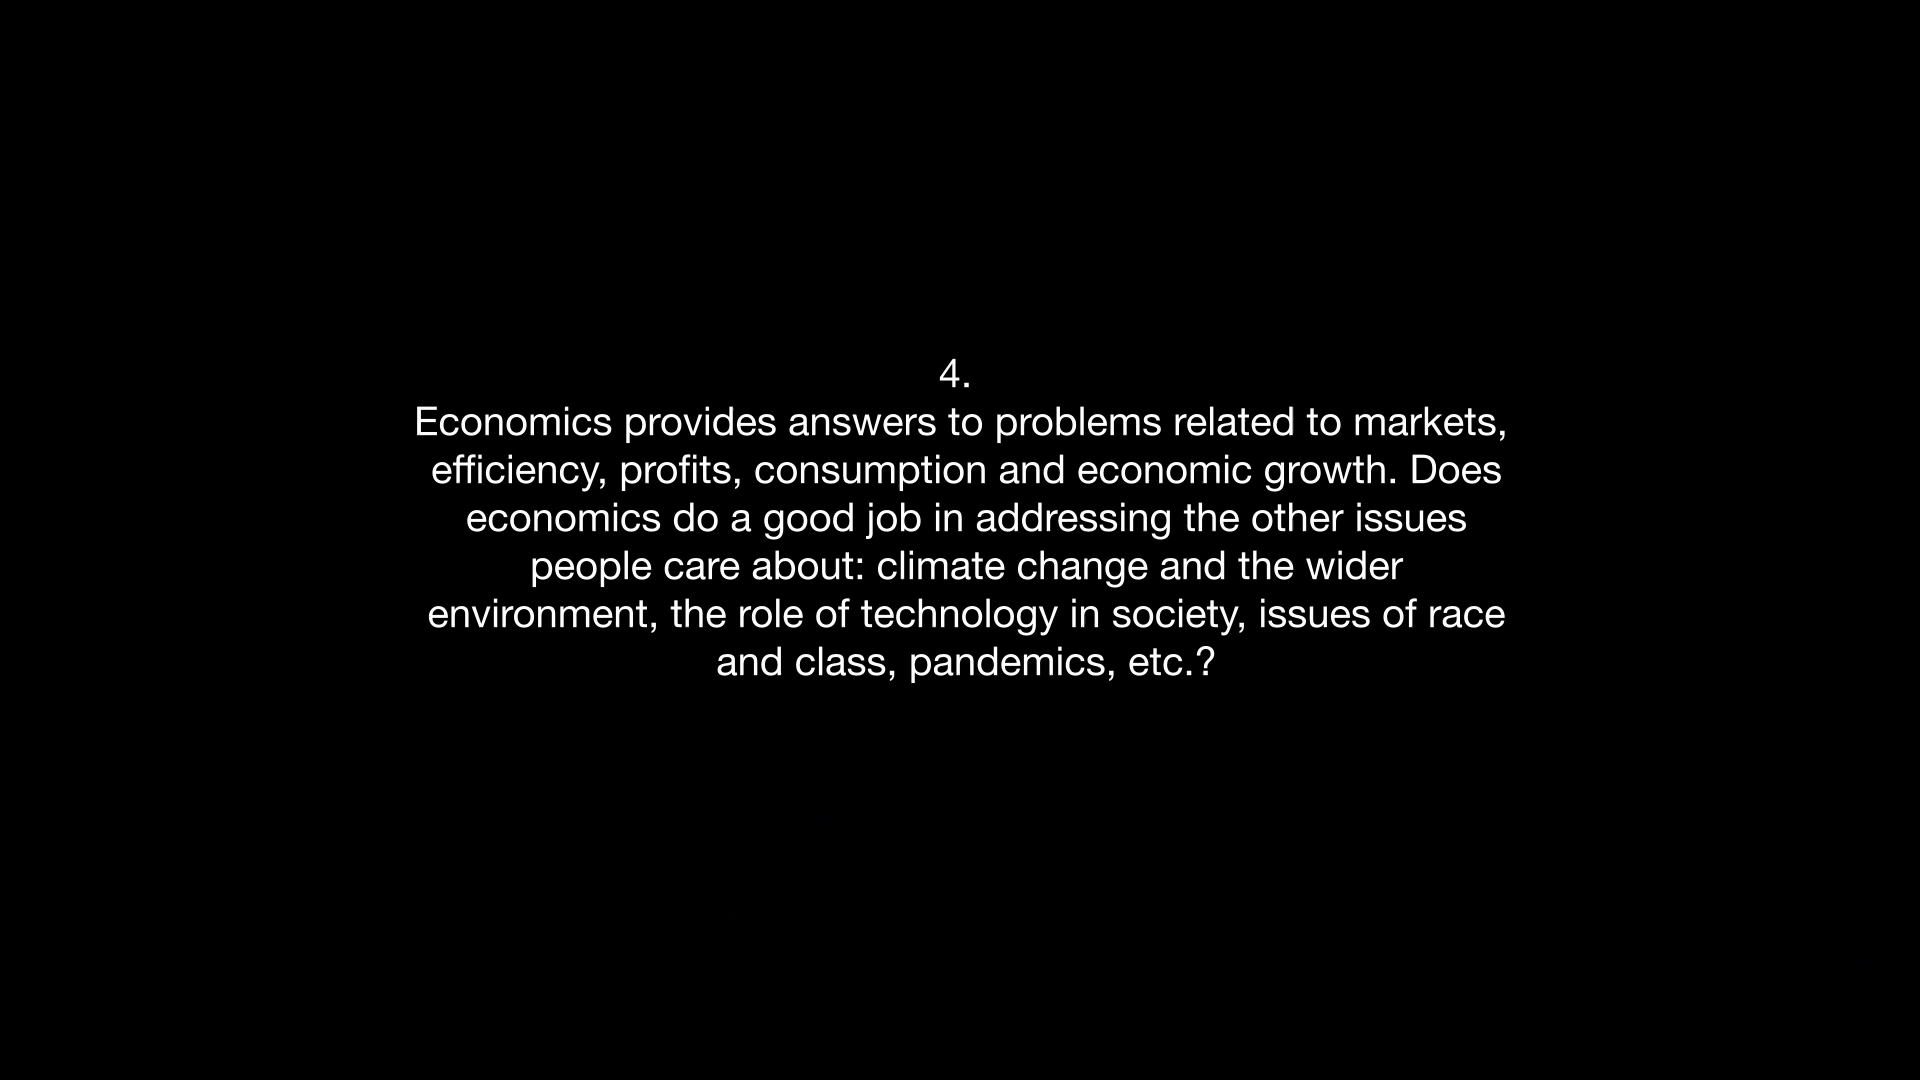 4.
Economics provides answers to problems related to markets,
efficiency, profits, consumption and economic growth. Does
economics do a good job in addressing the other issues
people care about: climate change and the wider
environment, the role of technology in society, issues of race
and class, pandemics, etc.?